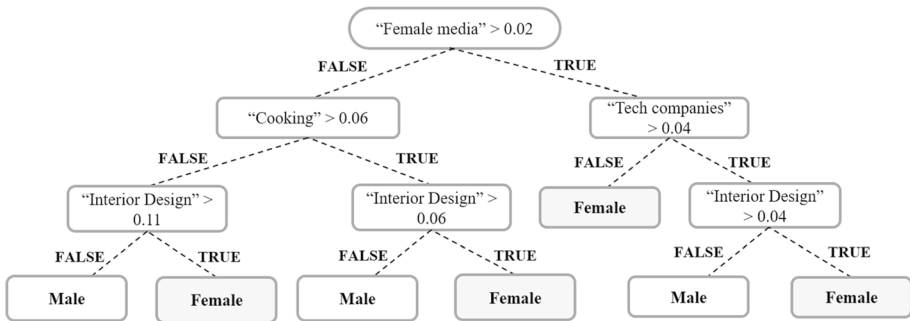 “Female media” > 0.02
FALSE
TRUE
“Cooking” > 0.06
“Tech companies”
> 0.04
FALSE
TRUE
FALSE
TRUE
“Interior Design” >
0.11
“Interior Design” >
0.06
Female
“Interior Design”
> 0.04
FALSE
TRUE
FALSE
TRUE
FALSE
TRUE
Male
Female
Male
Female
Male
Female